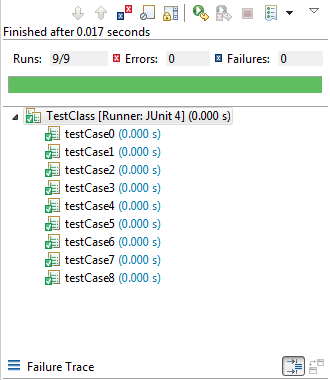 Finished after 0.017 seconds
Runs: 9/9 Errors: 0 Failures: 0
TestClass [Runner: JUnit 4] (0.000 s)
testCase0 (0.000 s)
testCase1 (0.000 s)
testCase2 (0.000 s)
testCase3 (0.000 s)
testCase4 (0.000 s)
testCase5 (0.000 s)
testCase6 (0.000 s)
testCase7 (0.000 s)
testCase8 (0.000 s)
Failure Trace